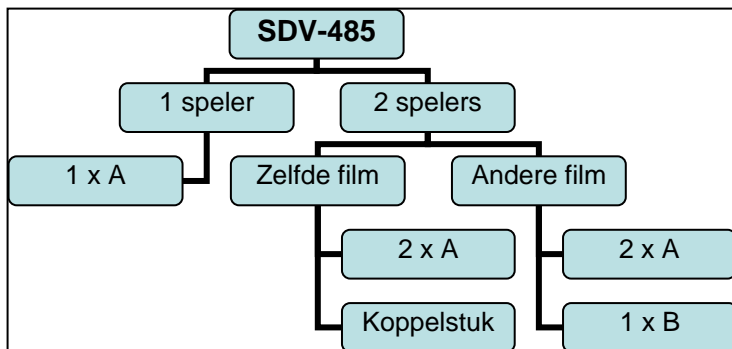 SDV-485
1 speler
2 spelers
1 x A
Zelfde film
Andere film
2 x A
2 x A
Koppelstuk
1 x B